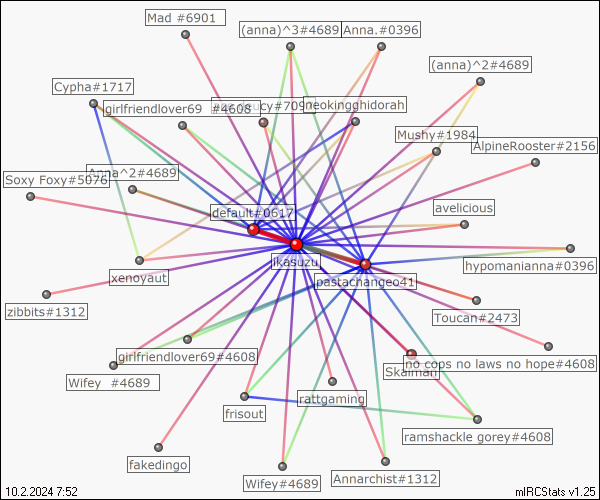 Mad #6901
(anna)^3#4689
Anna.#0396
(anna)^2#4689
Cypha#1717
girlfriendlover69 #4608
cy#709
neokingghidorah
Mushy#1984
AlpineRooster#2156
Soxy Foxy#5076
Anna^2#4689
default#0617
avelicious
ikasuzu
hypomanianna#0396
xenoyaut
pastachangeo41
zibbits#1312
Toucan#2473
girlfriendlover69#4608
no cops no laws no hope#4608
Wifey #4689
rattgaming
frisout
ramshackle gorey#4608
fakedingo
Wifey#4689
Annarchist#1312
10.2.2024 7:52
mIRCStats v1.25